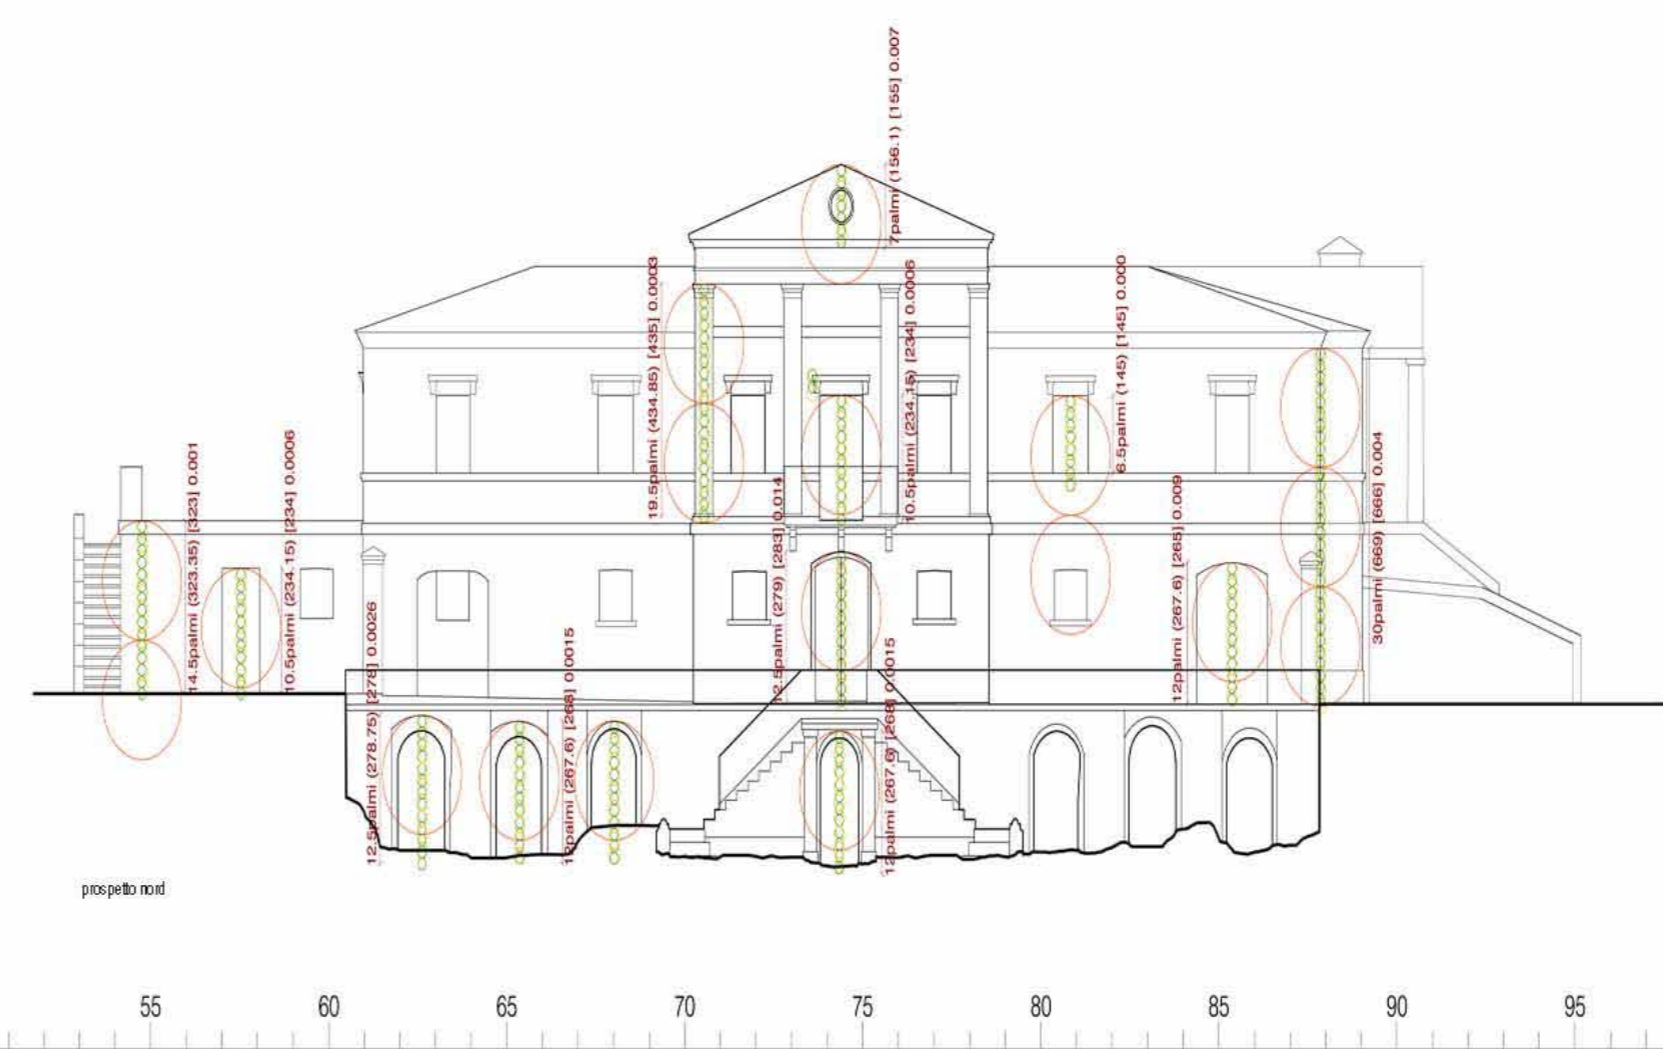 7palmi (156.1) [155] 0.007
19.5palmi (434.85) [435] 0.0003
10.5palmi (234.15) [234] 0.0006
6.5palmi (145) [145] 0.000
14.5palmi (323.35) [323] 0.001
10.5palmi (234.15) [234] 0.0006
12.5palmi (279) [283] 0.014
12palmi (267.6) [265] 0.009
30palmi (669) [666] 0.004
12.5palmi (278.75) [278] 0.0026
12palmi (267.6) [268] 0.0015
12palmi (267.6) [268] 0.0015
prospetto nord
55 60 65 70 75 80 85 90 95